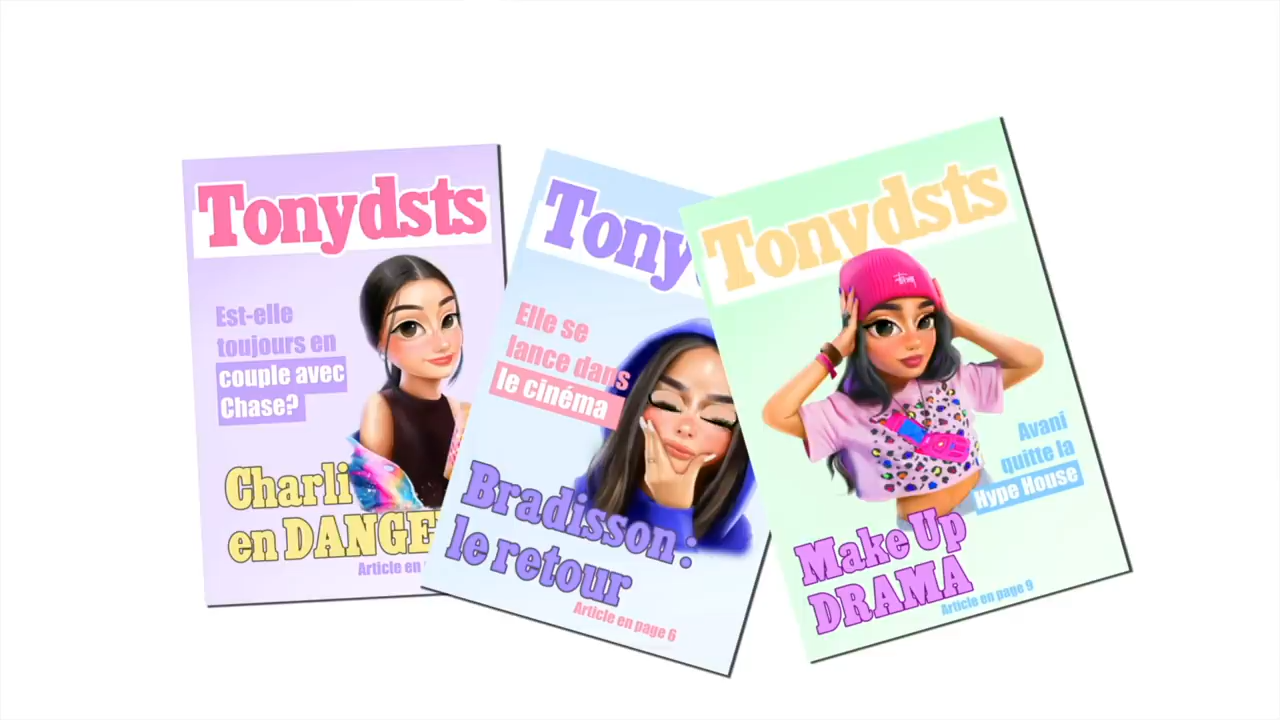 Tonydsts
Est-elle
toujours en
couple avec
Chase?
Charli
en DANGE
Article en
Tony
Elle se
lance dans
le cinéma
Bradisson :
le retour
Article en page 6
Tonydsts
Avani
quitte la
Hype House
Make Up
DRAMA
Article en page 9